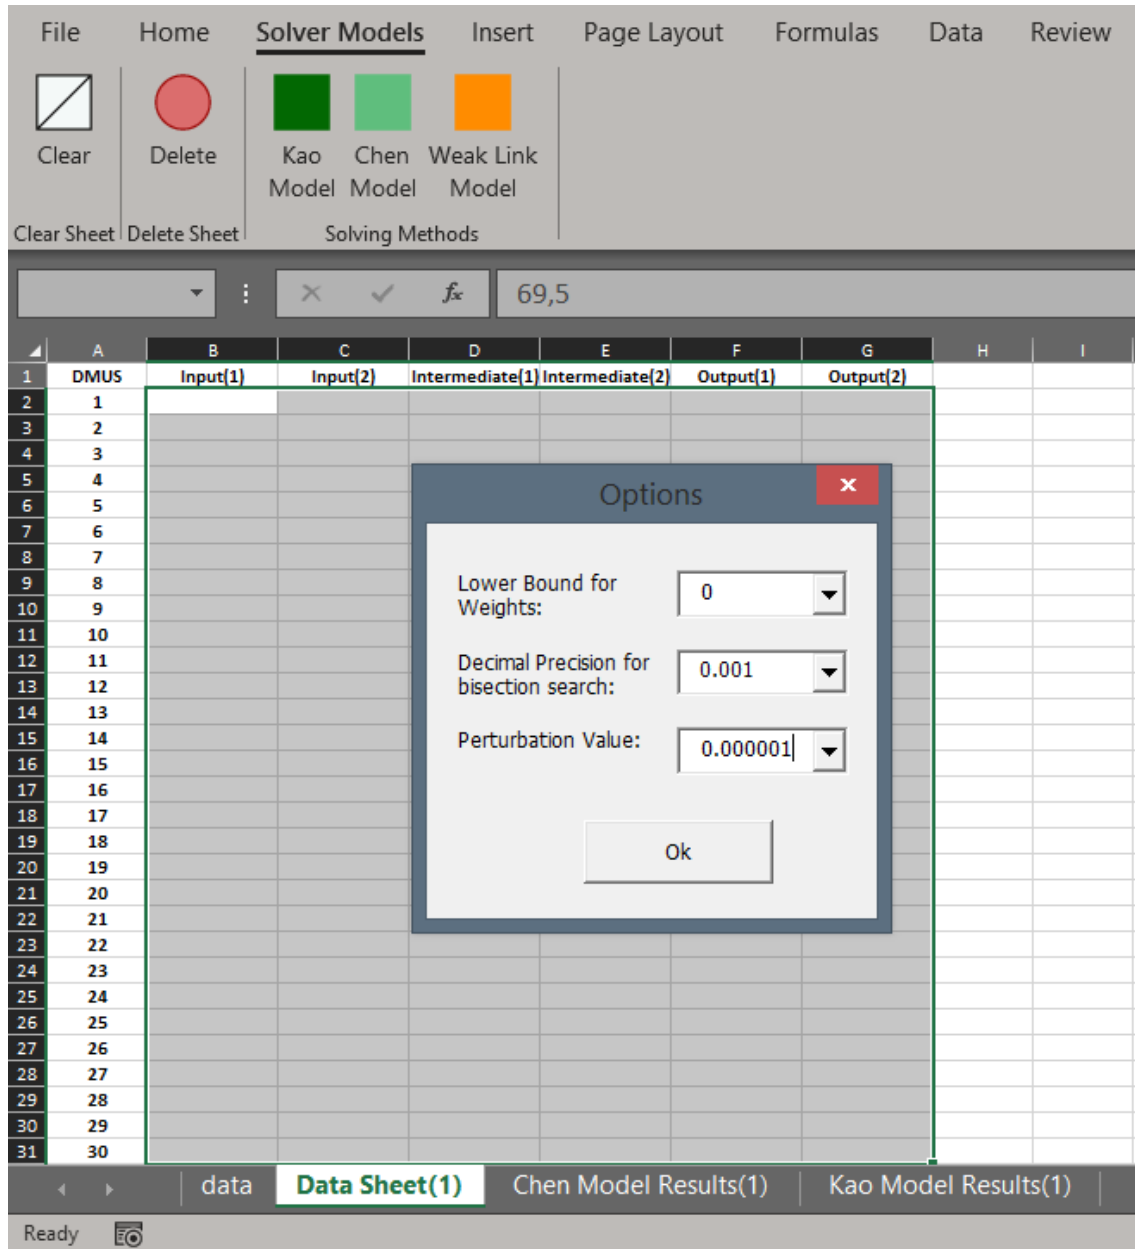 File Home Solver Models Insert Page Layout Formulas Data Review
Clear Delete Kao Model Chen Model Weak Link Model
Clear Sheet Delete Sheet Solving Methods
fx 69,5
A B C D E F G H I
1 DMUS Input(1) Input(2) Intermediate(1) Intermediate(2) Output(1) Output(2)
2 1
3 2
4 3
5 4
6 5
7 6
8 7
9 8
10 9
11 10
12 11
13 12
14 13
15 14
16 15
17 16
18 17
19 18
20 19
21 20
22 21
23 22
24 23
25 24
26 25
27 26
28 27
29 28
30 29
31 30
Options
Lower Bound for
Weights:
0
Decimal Precision for
bisection search:
0.001
Perturbation Value:
0.000001
Ok
data Data Sheet(1) Chen Model Results(1) Kao Model Results(1)
Ready